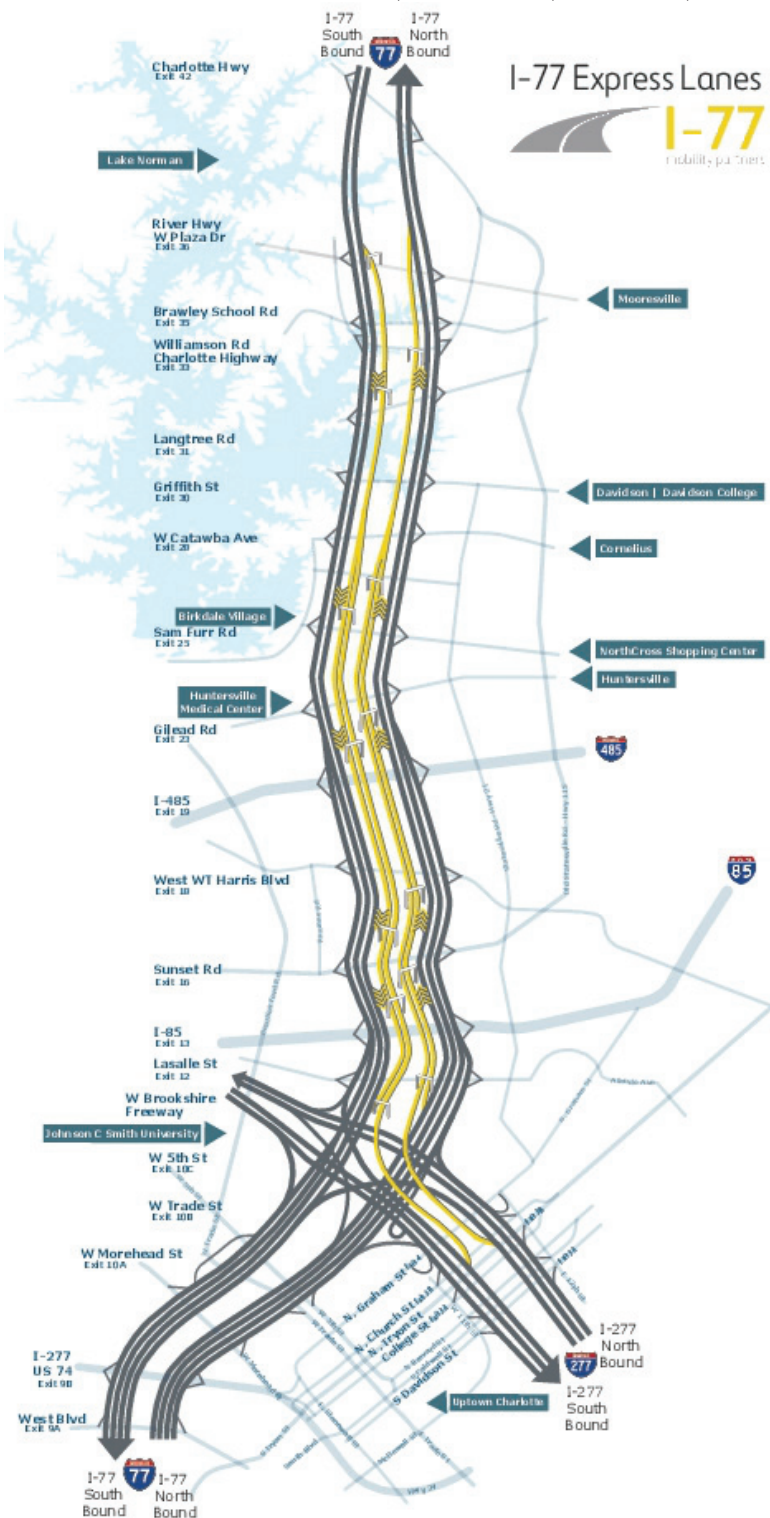 I-77
South
Bound
77
I-77
North
Bound
I-77 Express Lanes
I-77
mobility partners
Charlotte Hwy
Exit 42
Lake Norman
River Hwy
W Plaza Dr
Exit 36
Mooresville
Brawley School Rd
Exit 35
Williamson Rd
Charlotte Highway
Exit 33
Langtree Rd
Exit 31
Griffith St
Exit 30
Davidson | Davidson College
W Catawba Ave
Exit 28
Cornelius
Birkdale Village
Sam Furr Rd
Exit 25
NorthCross Shopping Center
Huntersville
Huntersville
Medical Center
Gilead Rd
Exit 23
485
I-485
Exit 19
85
West WT Harris Blvd
Exit 18
Sunset Rd
Exit 16
I-85
Exit 13
Lasalle St
Exit 12
W Brookshire
Freeway
Johnson C Smith University
W 5th St
Exit 10C
W Trade St
Exit 10B
W Morehead St
Exit 10A
N. Graham St
N. Church St
N. Tryon St
College St
S Davidson St
I-277
US 74
Exit 9B
West Blvd
Exit 9A
Uptown Charlotte
I-277
North
Bound
277
I-277
South
Bound
I-77
South
Bound
77
I-77
North
Bound